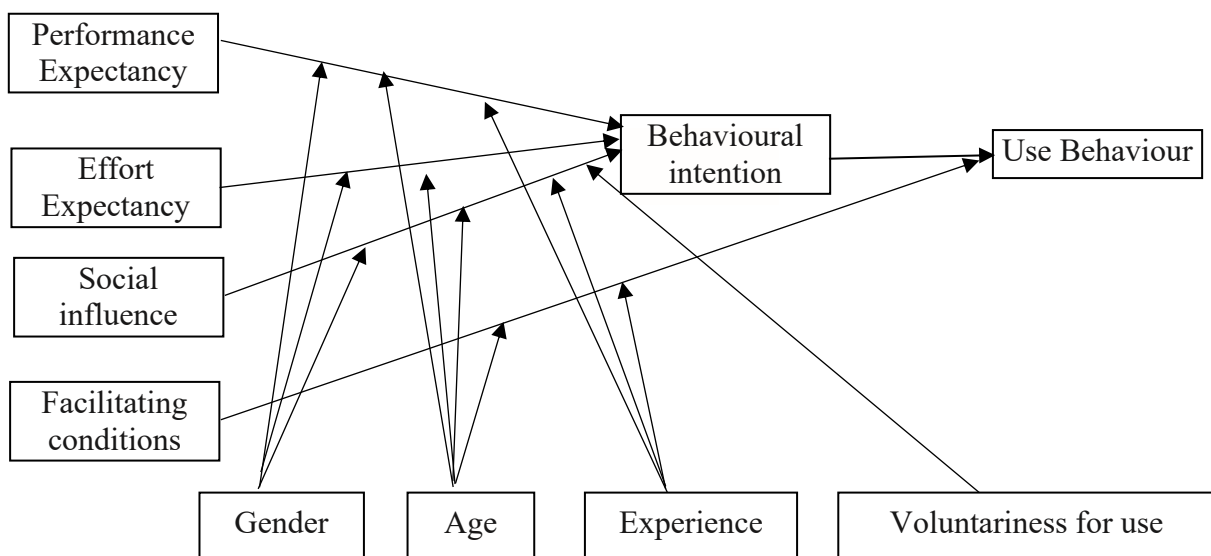 Performance
Expectancy
Effort
Expectancy
Social
influence
Facilitating
conditions
Behavioural
intention
Use Behaviour
Gender
Age
Experience
Voluntariness for use